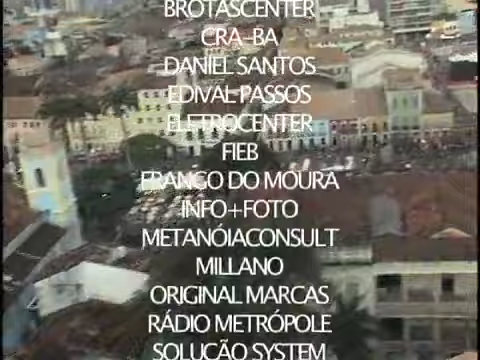 BROTASCENTER
CRA-BA
DANIEL SANTOS
EDIVAL PASSOS
ELETROCENTER
FIEB
FRANGO DO MOURA
INFO+FOTO
METANÓIACONSULT
MILLANO
ORIGINAL MARCAS
RÁDIO METRÓPOLE
SOLUÇÃO SYSTEM